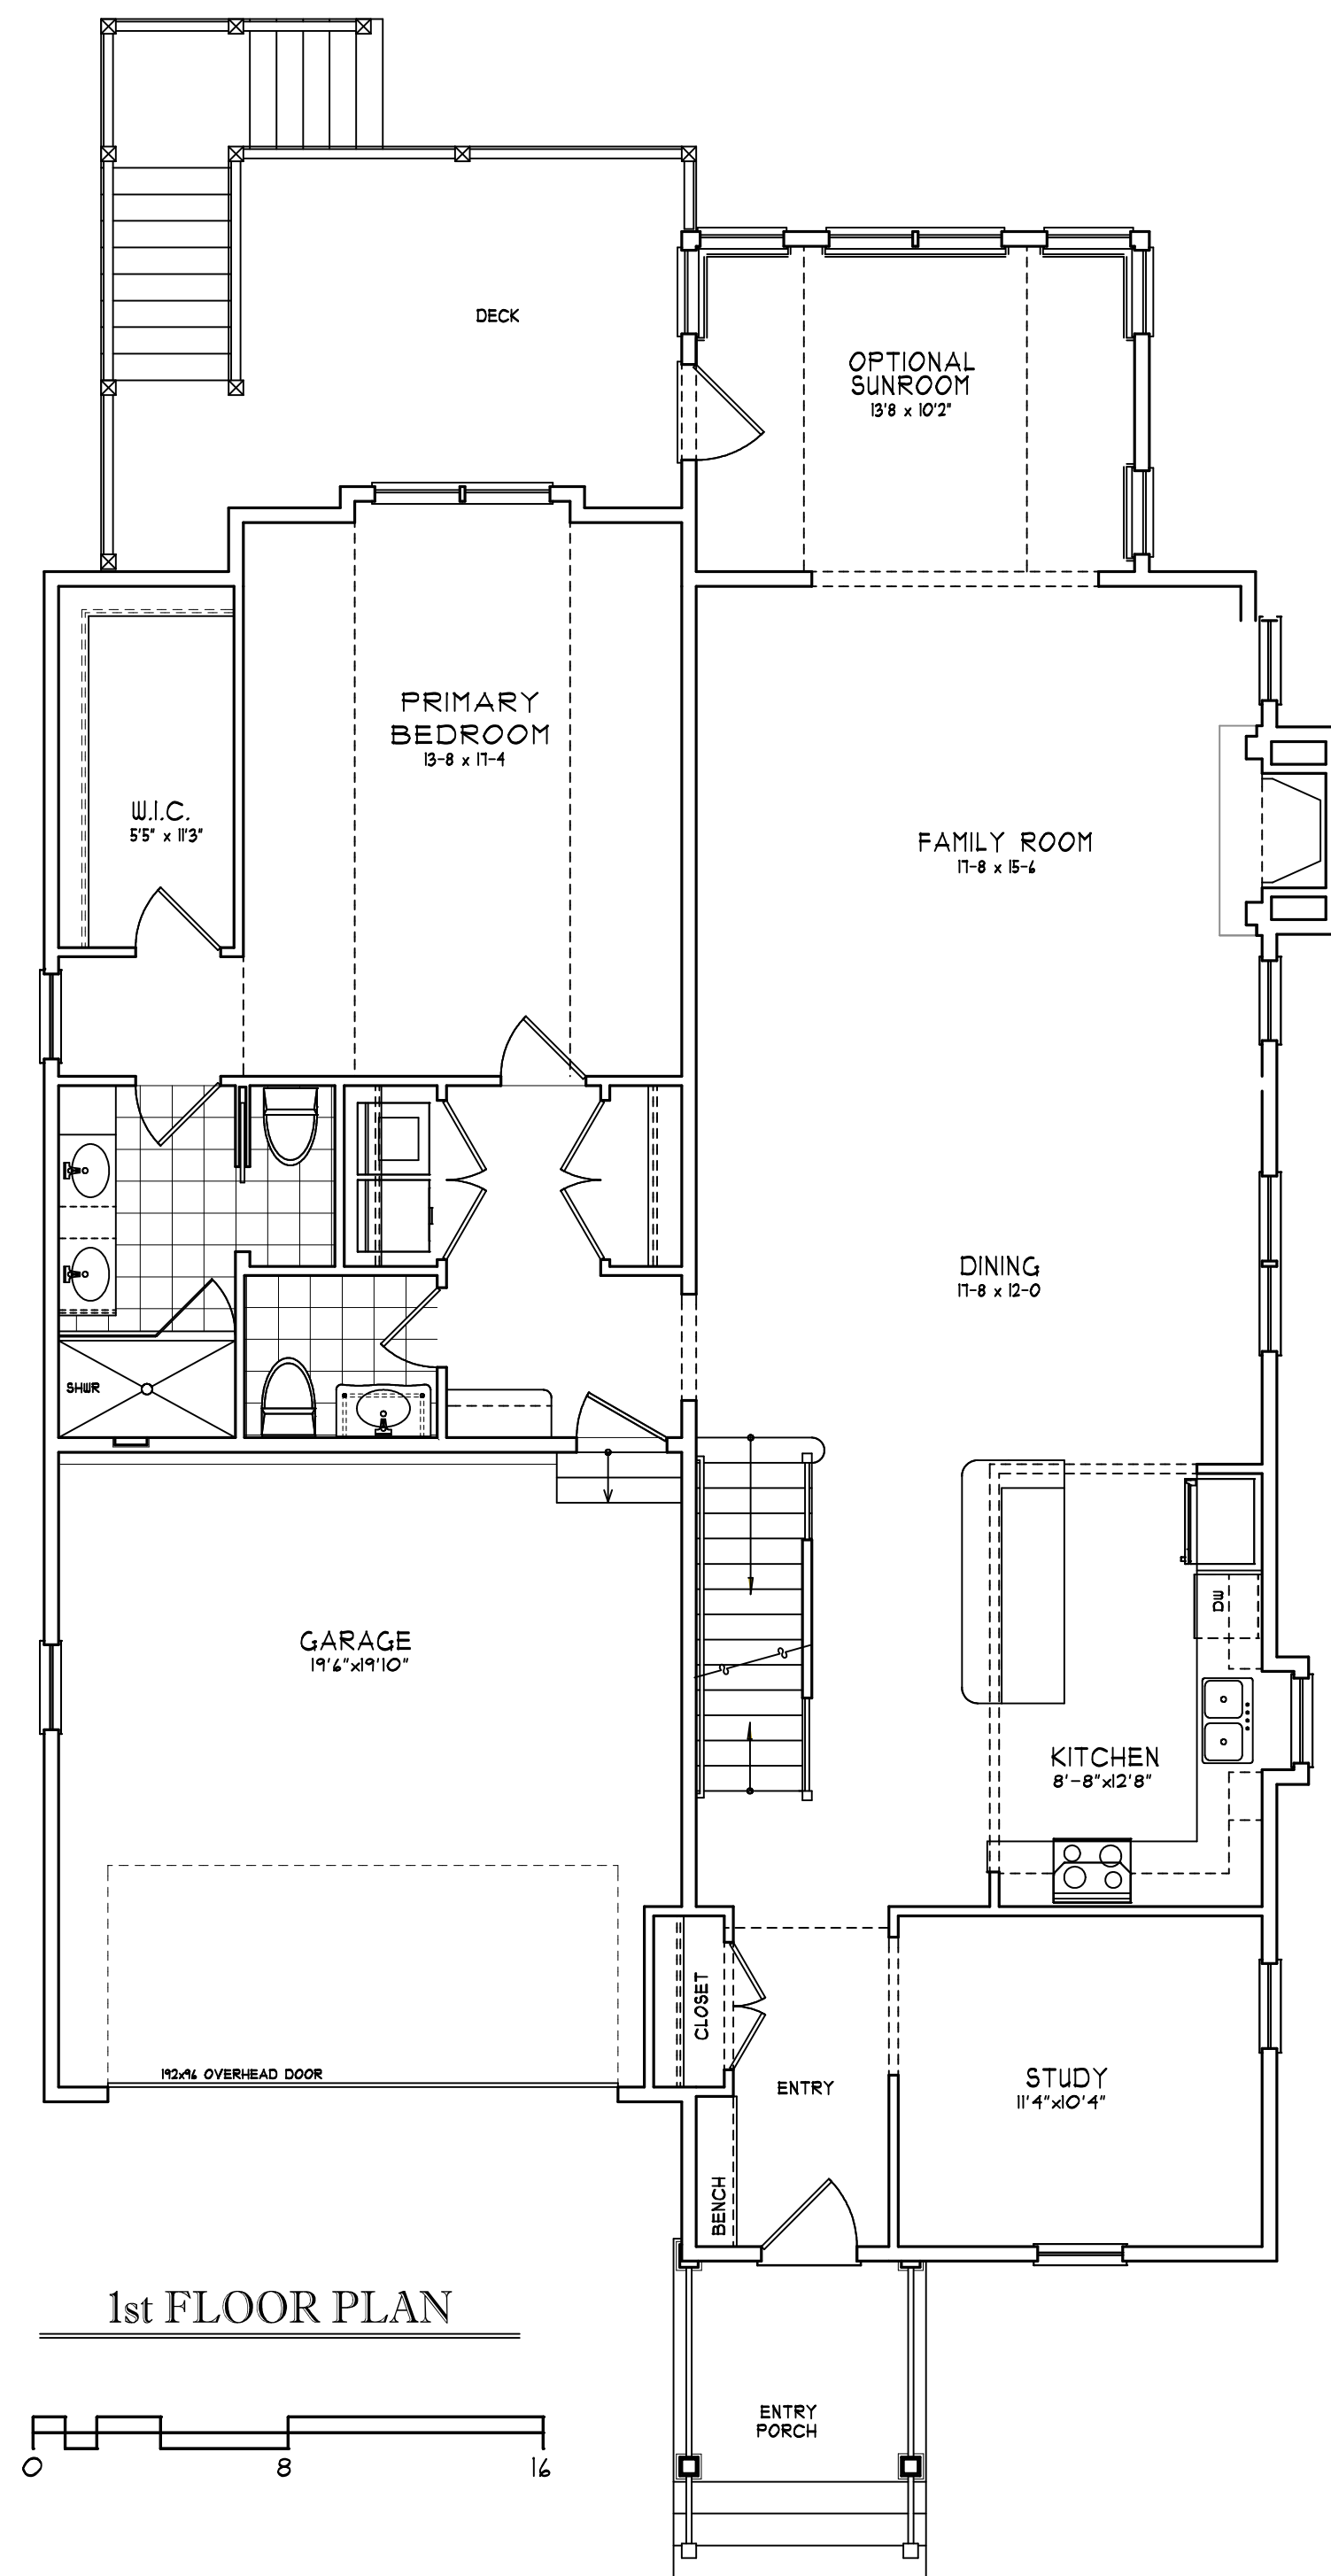 DECK
OPTIONAL
SUNROOM
13'8 x 10'2"
PRIMARY
BEDROOM
13-8 x 17-4
W.I.C.
5'5" x 11'3"
FAMILY ROOM
17-8 x 15-6
DINING
17-8 x 12-0
SHWR
GARAGE
19'6"x19'10"
DW
KITCHEN
8'-8"x12'8"
CLOSET
192x96 OVERHEAD DOOR
ENTRY
STUDY
11'4"x10'4"
BENCH
1st FLOOR PLAN
ENTRY
PORCH
0 8 16